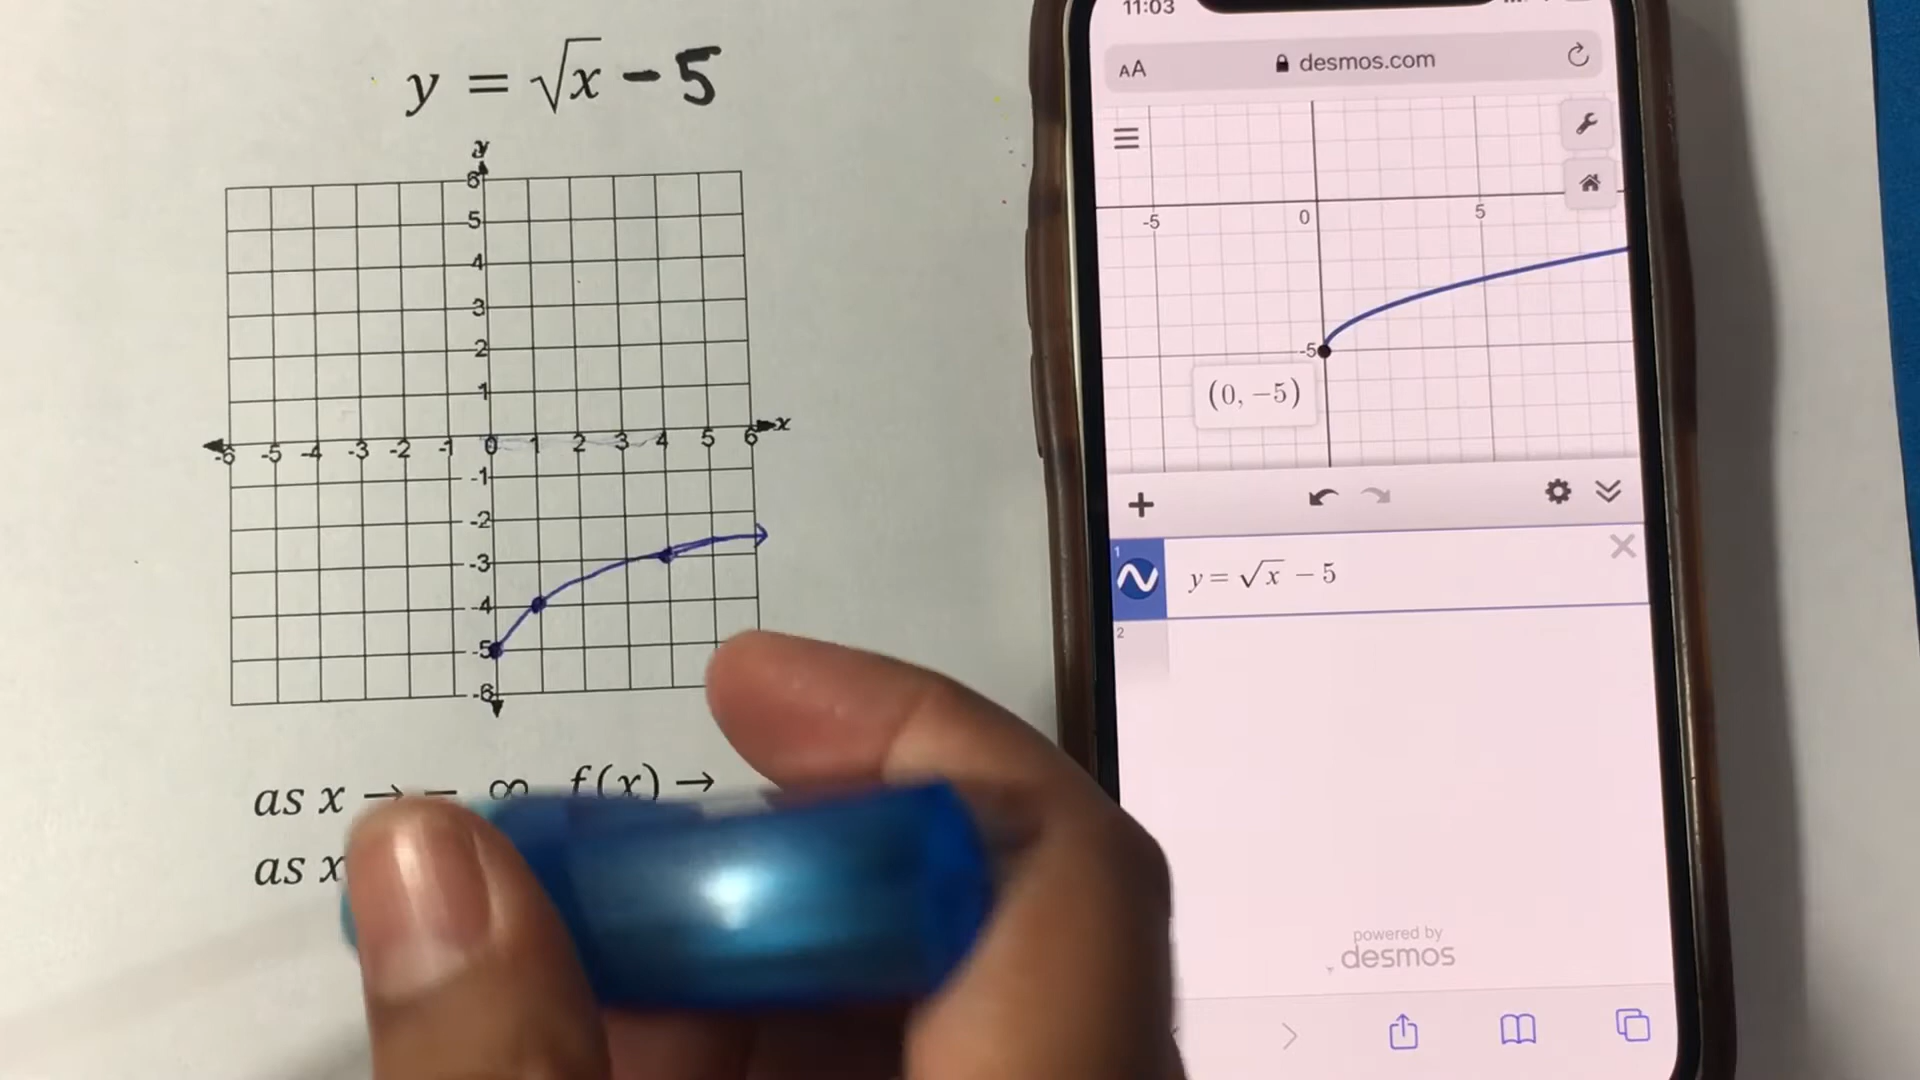 y = √x − 5
y
6
5
4
3
2
1
-6 -5 -4 -3 -2 -1 0 1 2 3 4 5 6 x
-1
-2
-3
-4
-5
-6
as x → − ∞ f(x) →
as x
11:03
AA desmos.com
-5 0 5
-5
(0, −5)
1
y = √x − 5
2
powered by
desmos